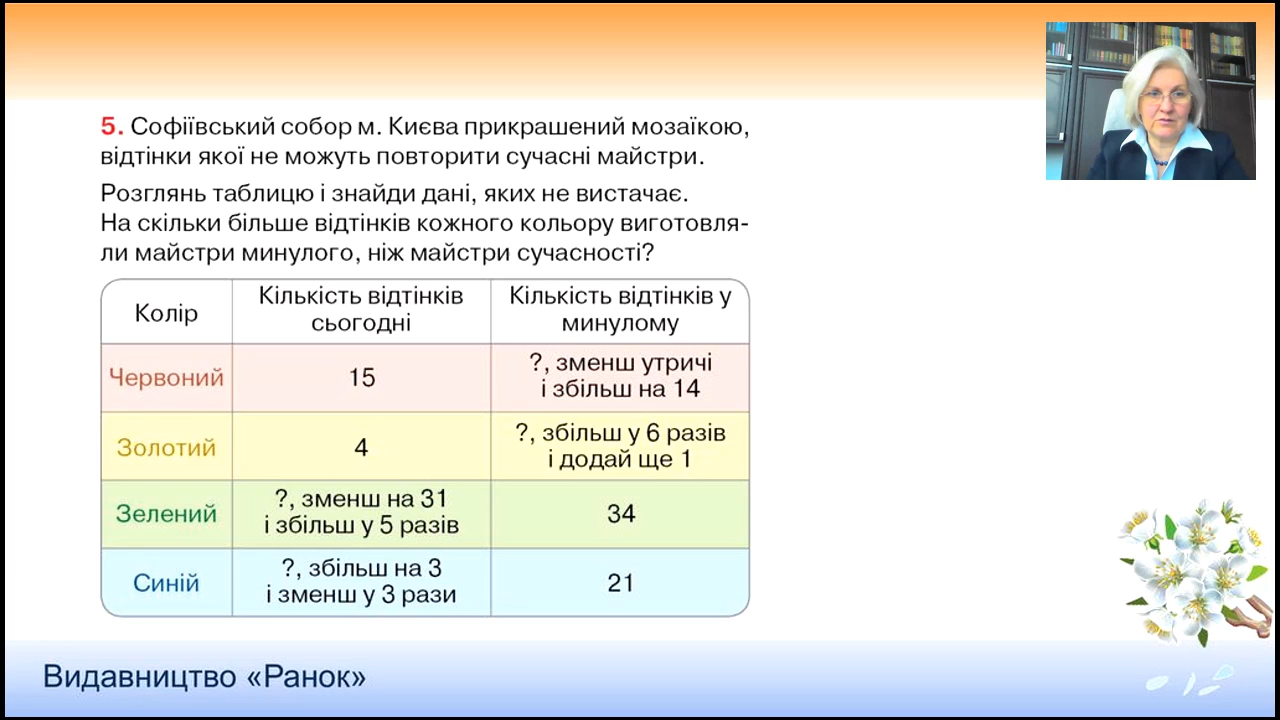 5. Софіївський собор м. Києва прикрашений мозаїкою,
відтінки якої не можуть повторити сучасні майстри.
Розглянь таблицю і знайди дані, яких не вистачає.
На скільки більше відтінків кожного кольору виготовля-
ли майстри минулого, ніж майстри сучасності?
Колір
Кількість відтінків
сьогодні
Кількість відтінків у
минулому
Червоний
15
?, зменш утричі
і збільш на 14
Золотий
4
?, збільш у 6 разів
і додай ще 1
Зелений
?, зменш на 31
і збільш у 5 разів
34
Синій
?, збільш на 3
і зменш у 3 рази
21
Видавництво «Ранок»